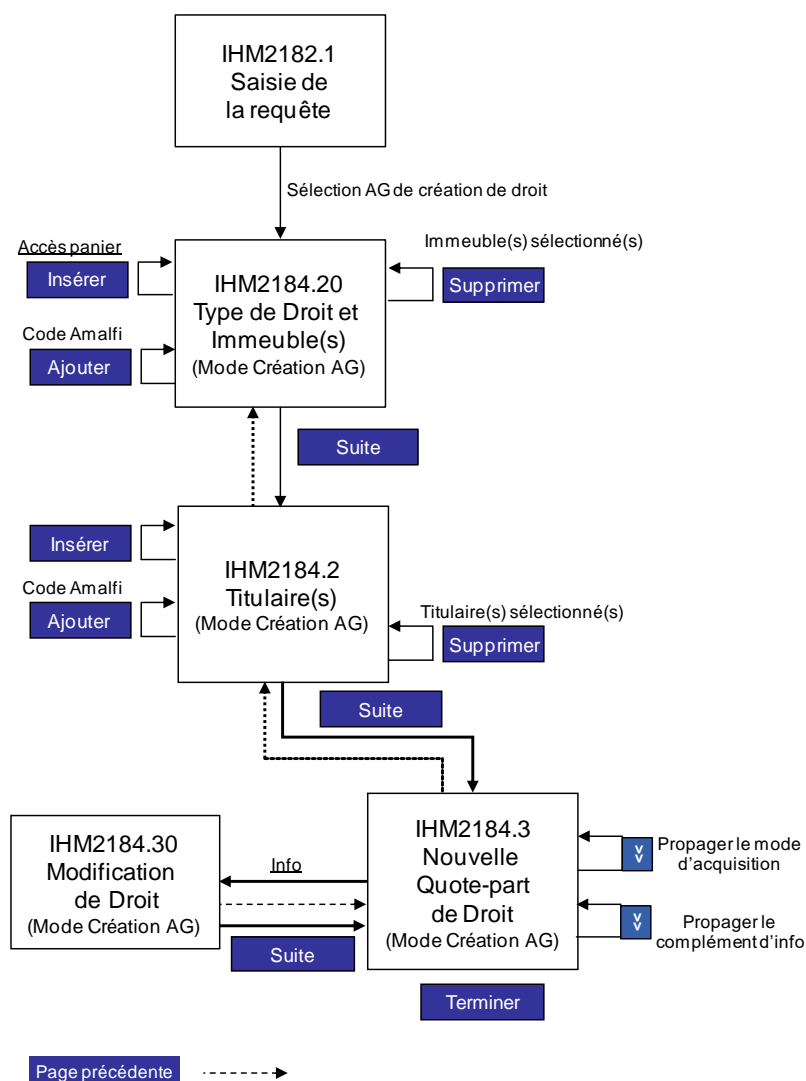 IHM2182.1
Saisie de
la requête
Sélection AG de création de droit
Accès panier
Insérer
Code Amalfi
Ajouter
IHM2184.20
Type de Droit et
Immeuble(s)
(Mode Création AG)
Immeuble(s) sélectionné(s)
Supprimer
Suite
Insérer
Code Amalfi
Ajouter
IHM2184.2
Titulaire(s)
(Mode Création AG)
Titulaire(s) sélectionné(s)
Supprimer
Suite
IHM2184.30
Modification
de Droit
(Mode Création AG)
Info
Suite
IHM2184.3
Nouvelle
Quote-part
de Droit
(Mode Création AG)
>>
Propager le mode
d'acquisition
>>
Propager le
complément d'info
Terminer
Page précédente